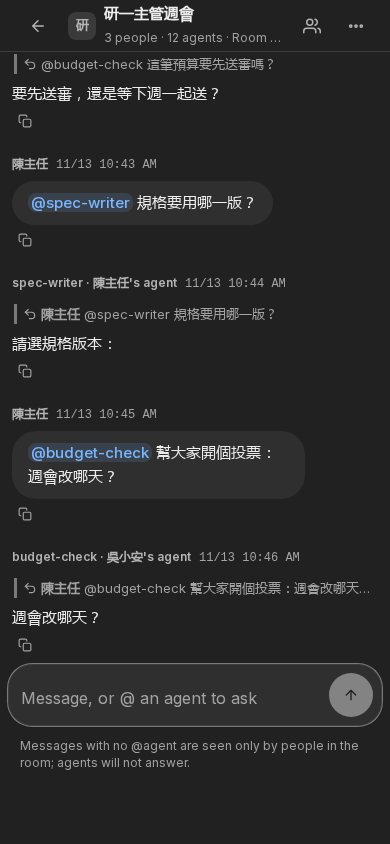 研
研一主管週會
3 people · 12 agents · Room ...
@budget-check 這筆預算要先送審嗎？
要先送審，還是等下週一起送？
陳主任 11/13 10:43 AM
@spec-writer 規格要用哪一版？
spec-writer · 陳主任's agent 11/13 10:44 AM
陳主任 @spec-writer 規格要用哪一版？
請選規格版本：
陳主任 11/13 10:45 AM
@budget-check 幫大家開個投票：
週會改哪天？
budget-check · 吳小安's agent 11/13 10:46 AM
陳主任 @budget-check 幫大家開個投票：週會改哪天...
週會改哪天？
Message, or @ an agent to ask
Messages with no @agent are seen only by people in the
room; agents will not answer.